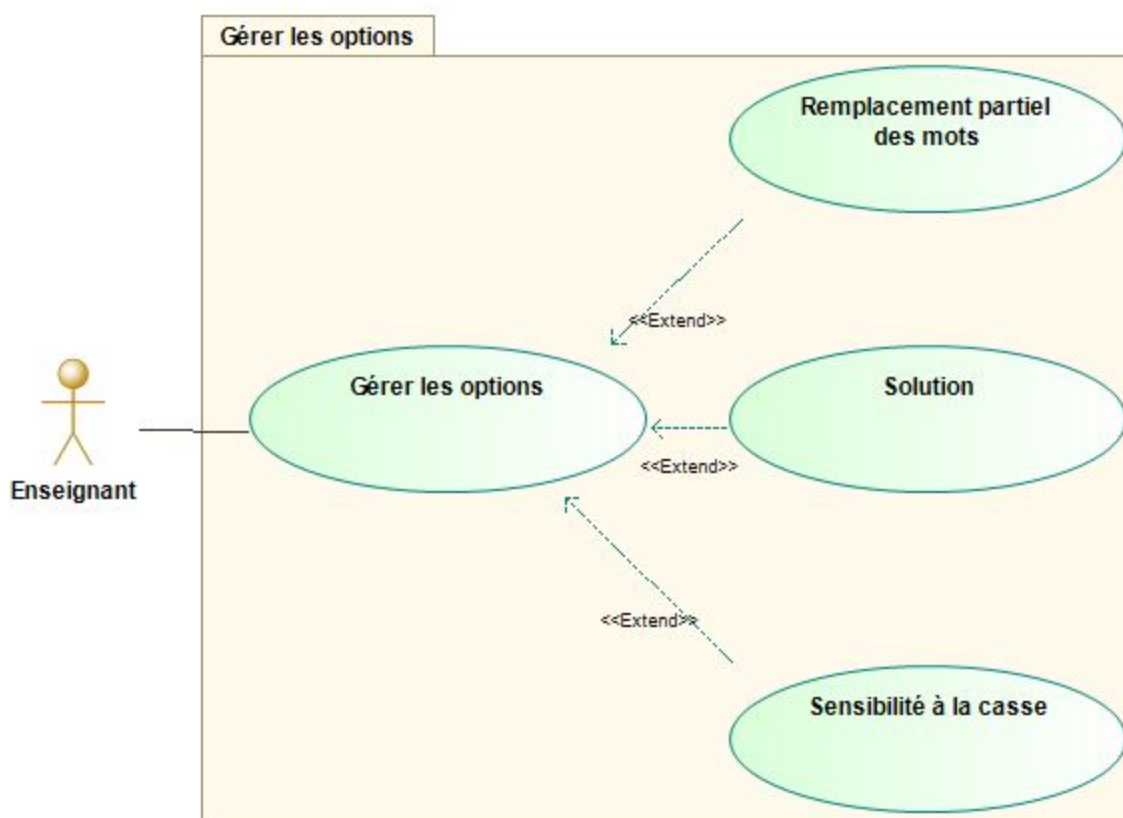 Gérer les options
Remplacement partiel
des mots
<<Extend>>
Gérer les options
Solution
<<Extend>>
Enseignant
<<Extend>>
Sensibilité à la casse